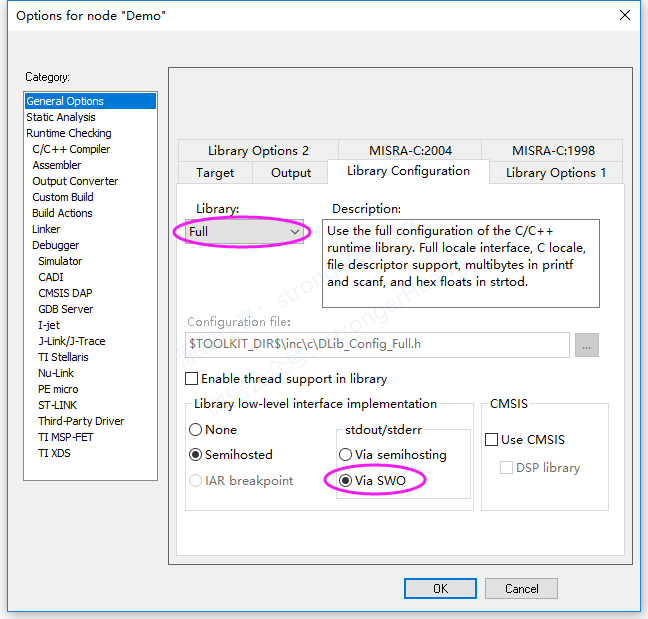 Options for node "Demo"
Category:
General Options
Static Analysis
Runtime Checking
C/C++ Compiler
Assembler
Output Converter
Custom Build
Build Actions
Linker
Debugger
Simulator
CADI
CMSIS DAP
GDB Server
I-jet
J-Link/J-Trace
TI Stellaris
Nu-Link
PE micro
ST-LINK
Third-Party Driver
TI MSP-FET
TI XDS
Library Options 2 MISRA-C:2004 MISRA-C:1998
Target Output Library Configuration Library Options 1
Library: Description:
Full
Use the full configuration of the C/C++
runtime library. Full locale interface, C locale,
file descriptor support, multibytes in printf
and scanf, and hex floats in strtod.
Configuration file:
$TOOLKIT_DIR$\inc\c\DLib_Config_Full.h
...
Enable thread support in library
Library low-level interface implementation
None
Semihosted
IAR breakpoint
stdout/stderr
Via semihosting
Via SWO
CMSIS
Use CMSIS
DSP library
OK Cancel